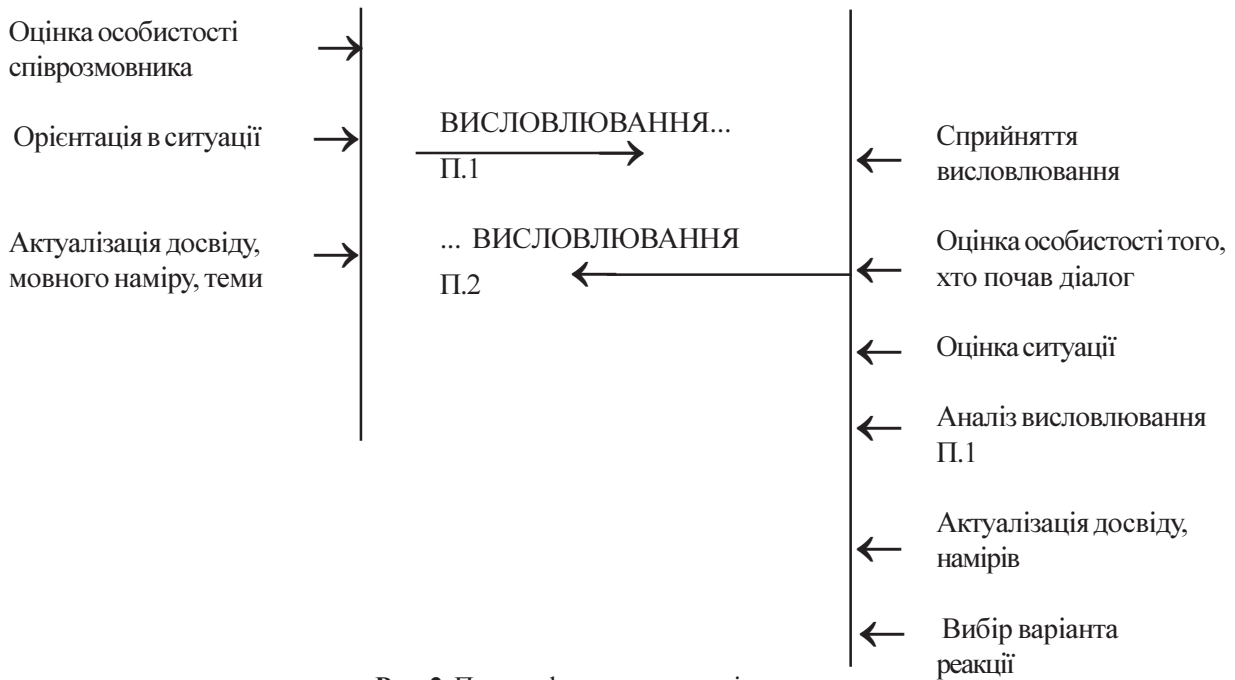 Оцінка особистості
співрозмовника
Орієнтація в ситуації
Актуалізація досвіду,
мовного наміру, теми
ВИСЛОВЛЮВАННЯ...
П.1
... ВИСЛОВЛЮВАННЯ
П.2
Сприйняття
висловлювання
Оцінка особистості того,
хто почав діалог
Оцінка ситуації
Аналіз висловлювання
П.1
Актуалізація досвіду,
намірів
Вибір варіанта
реакції